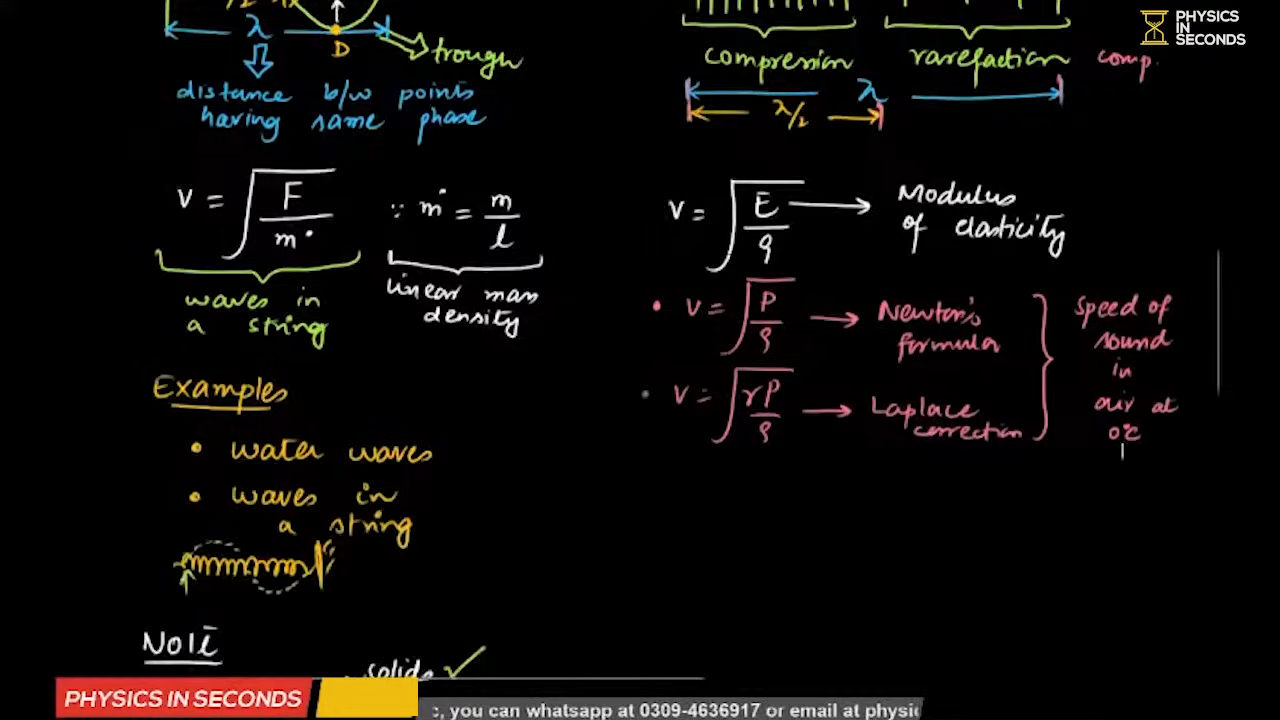 PHYSICS
IN
SECONDS
λ
D
trough
distance b/w points
having same phase
compression
rarefaction
comp.
λ
λ/2
v = √F/m°
∵ m° = m/l
waves in
a string
linear mass
density
Examples
• water waves
• waves in
a string
Note
solids ✓
v = √E/ρ → Modulus
of elasticity
• v = √P/ρ → Newton's
formula
• v = √γP/ρ → Laplace
correction
Speed of
sound
in
air at
0°C
PHYSICS IN SECONDS
c, you can whatsapp at 0309-4636917 or email at physi